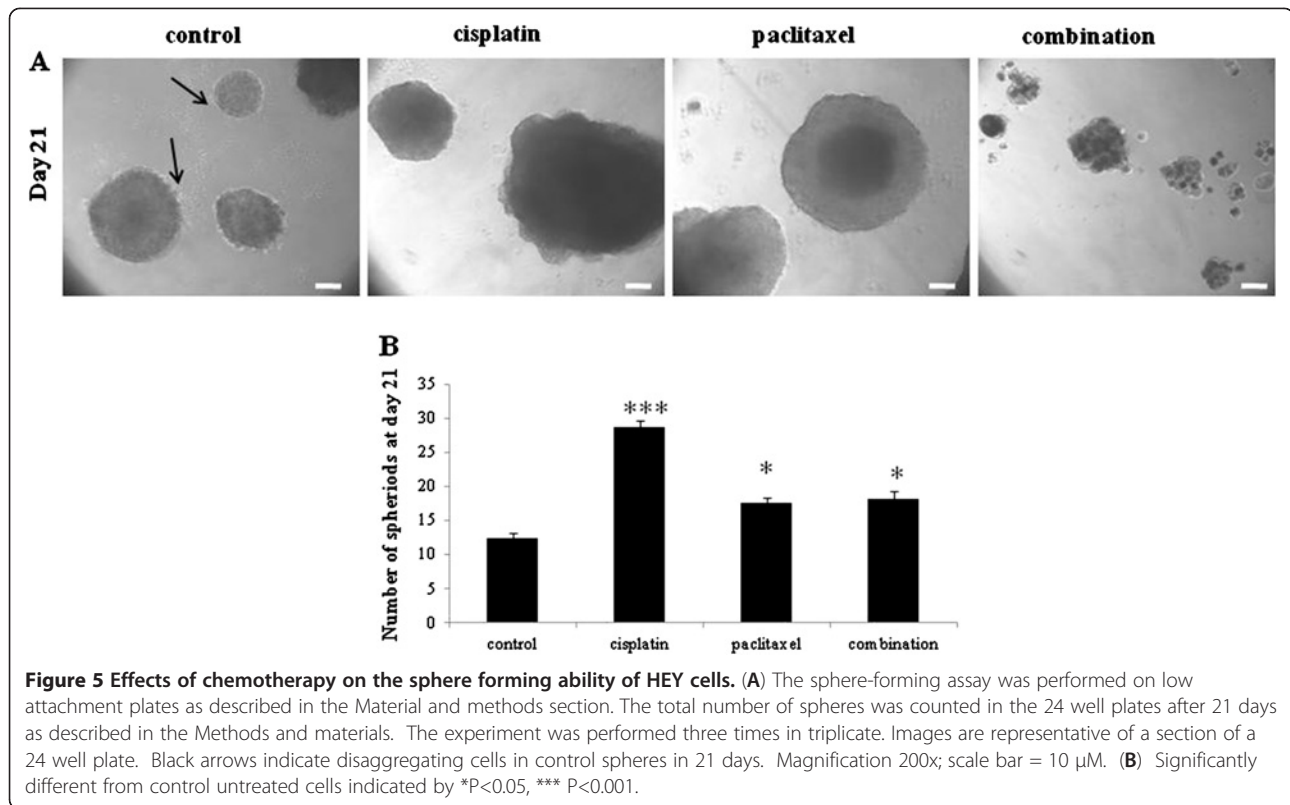 control cisplatin paclitaxel combination
A
Day 21
B
Number of spheriods at day 21
35
30
25
20
15
10
5
0
***
*
*
control cisplatin paclitaxel combination
Figure 5 Effects of chemotherapy on the sphere forming ability of HEY cells. (A) The sphere-forming assay was performed on low
attachment plates as described in the Material and methods section. The total number of spheres was counted in the 24 well plates after 21 days
as described in the Methods and materials. The experiment was performed three times in triplicate. Images are representative of a section of a
24 well plate. Black arrows indicate disaggregating cells in control spheres in 21 days. Magnification 200x; scale bar = 10 μM. (B) Significantly
different from control untreated cells indicated by *P<0.05, *** P<0.001.